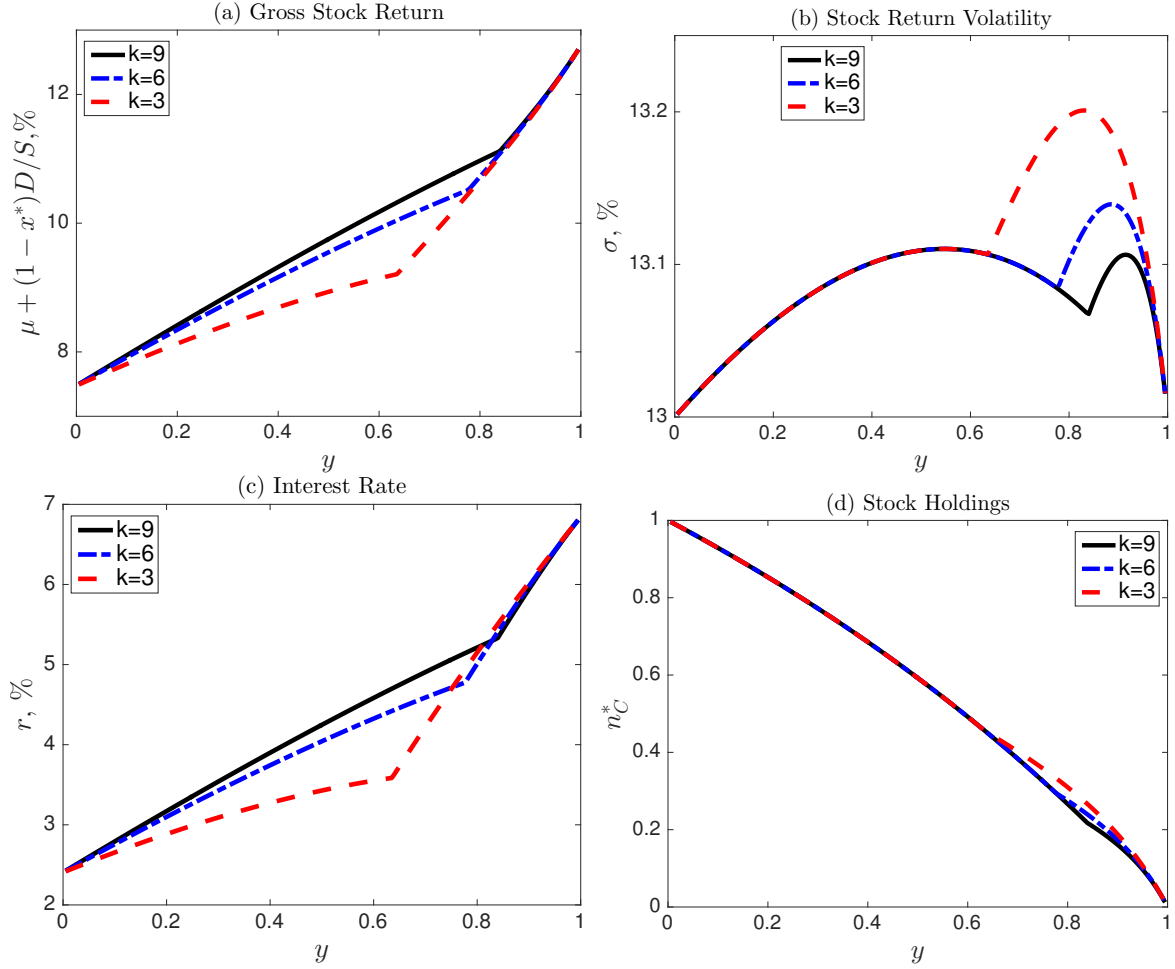 (a) Gross Stock Return
k=9
k=6
k=3
12
10
8
μ + (1 − x*)D/S,%
0
0.2
0.4
0.6
0.8
1
y
(b) Stock Return Volatility
k=9
k=6
k=3
13.2
13.1
13
σ, %
0
0.2
0.4
0.6
0.8
1
y
(c) Interest Rate
k=9
k=6
k=3
7
6
5
4
3
2
r, %
0
0.2
0.4
0.6
0.8
1
y
(d) Stock Holdings
k=9
k=6
k=3
1
0.8
0.6
0.4
0.2
0
n*_C
0
0.2
0.4
0.6
0.8
1
y